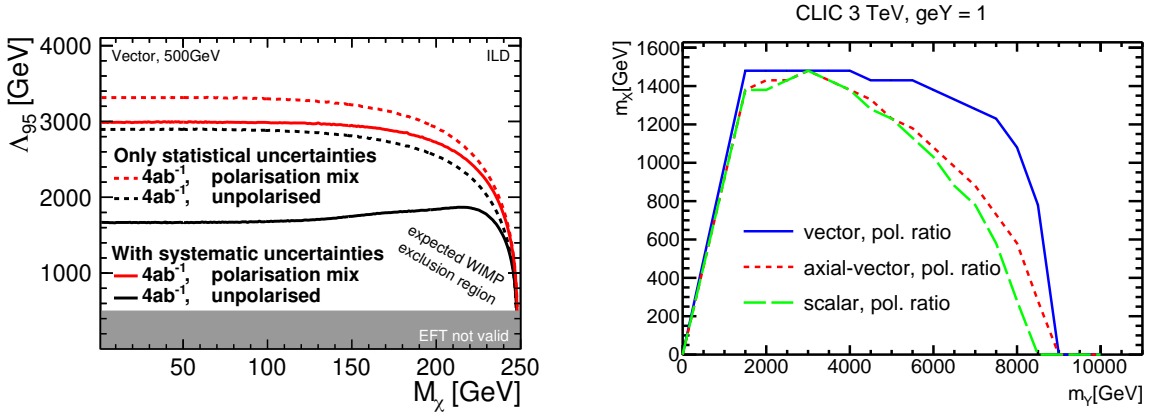 Vector, 500GeV
ILD
Λ95 [GeV]
4000
3000
2000
1000
Only statistical uncertainties
4ab-1, polarisation mix
4ab-1, unpolarised
With systematic uncertainties
4ab-1, polarisation mix
4ab-1, unpolarised
expected WIMP
exclusion region
EFT not valid
50 100 150 200 250
Mχ [GeV]
CLIC 3 TeV, geY = 1
mX[GeV]
1600
1400
1200
1000
800
600
400
200
0
vector, pol. ratio
axial-vector, pol. ratio
scalar, pol. ratio
0 2000 4000 6000 8000 10000
mY[GeV]